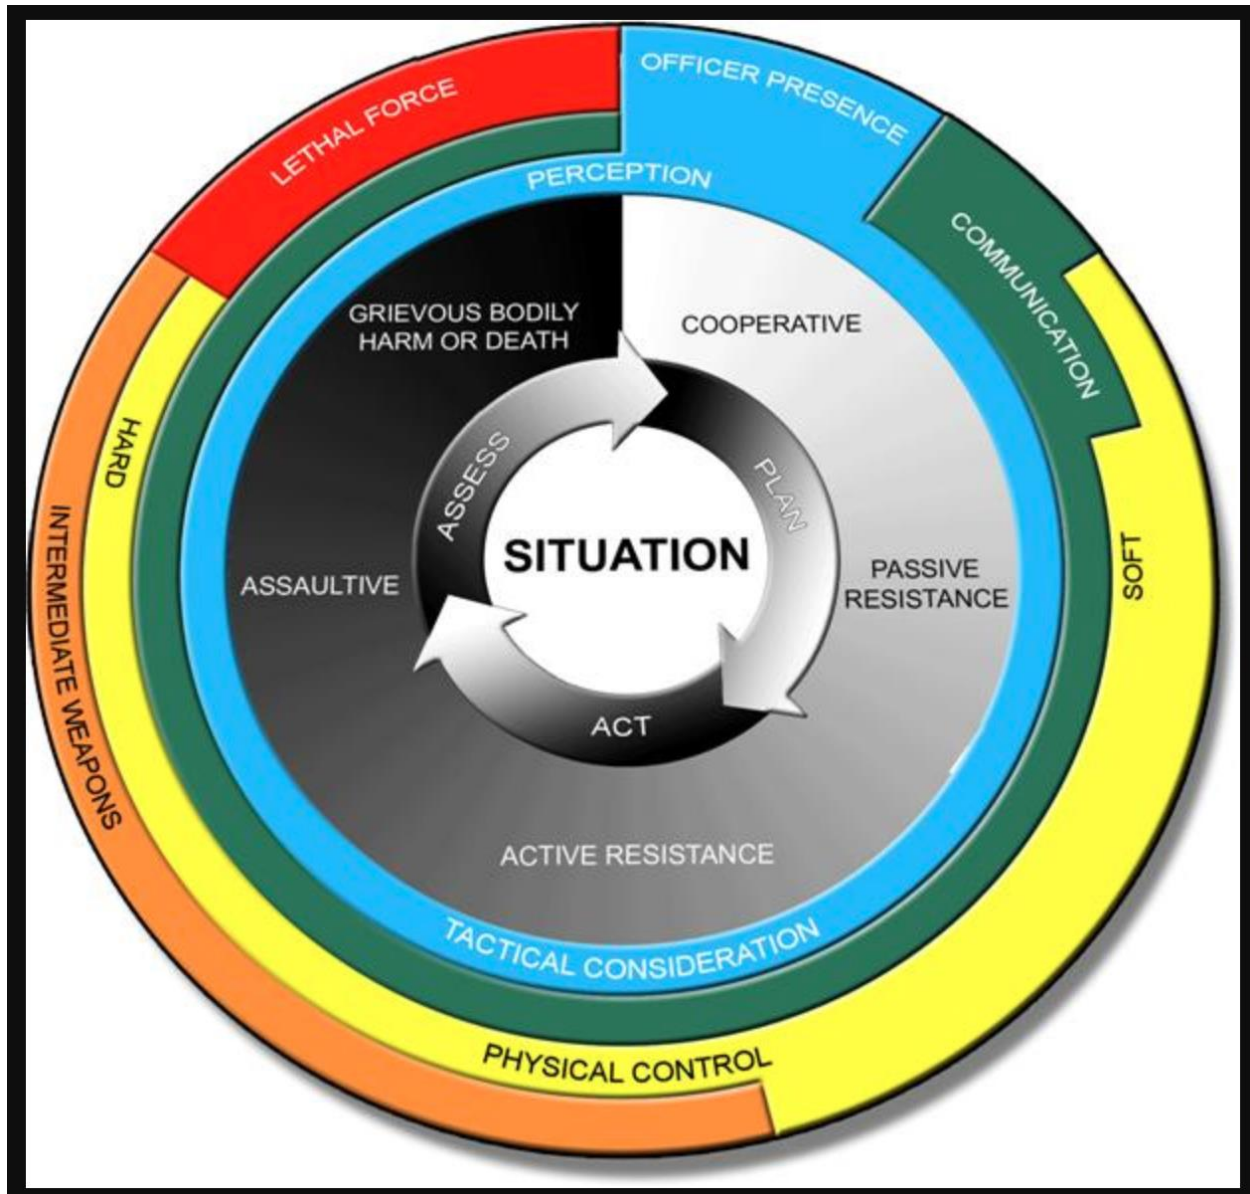 OFFICER PRESENCE
LETHAL FORCE
PERCEPTION
COMMUNICATION
GRIEVOUS BODILY
HARM OR DEATH
COOPERATIVE
HARD
ASSESS
PLAN
SITUATION
SOFT
INTERMEDIATE WEAPONS
ASSAULTIVE
PASSIVE
RESISTANCE
ACT
ACTIVE RESISTANCE
TACTICAL CONSIDERATION
PHYSICAL CONTROL